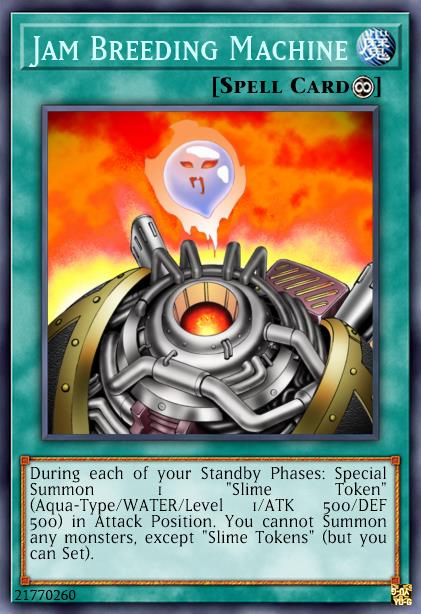 JAM BREEDING MACHINE
[SPELL CARD]
During each of your Standby Phases: Special
Summon 1 "Slime Token"
(Aqua-Type/WATER/Level 1/ATK 500/DEF
500) in Attack Position. You cannot Summon
any monsters, except "Slime Tokens" (but you
can Set).
21770260